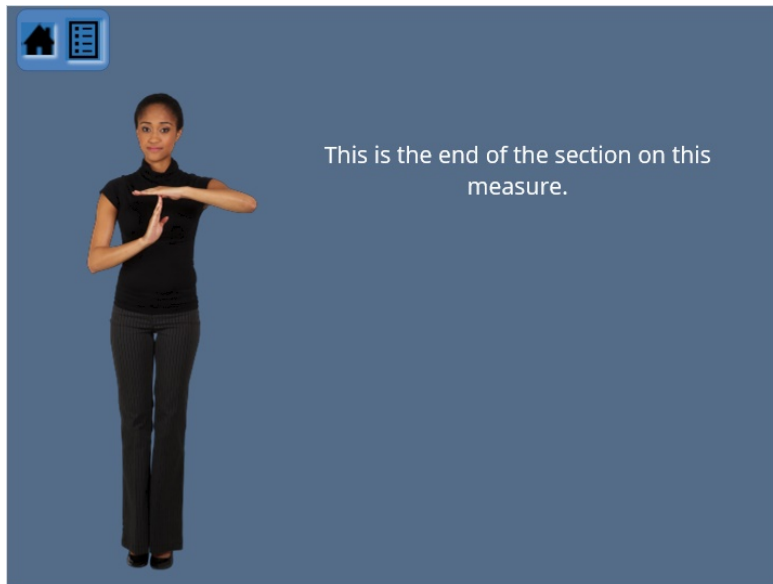 This is the end of the section on this
measure.